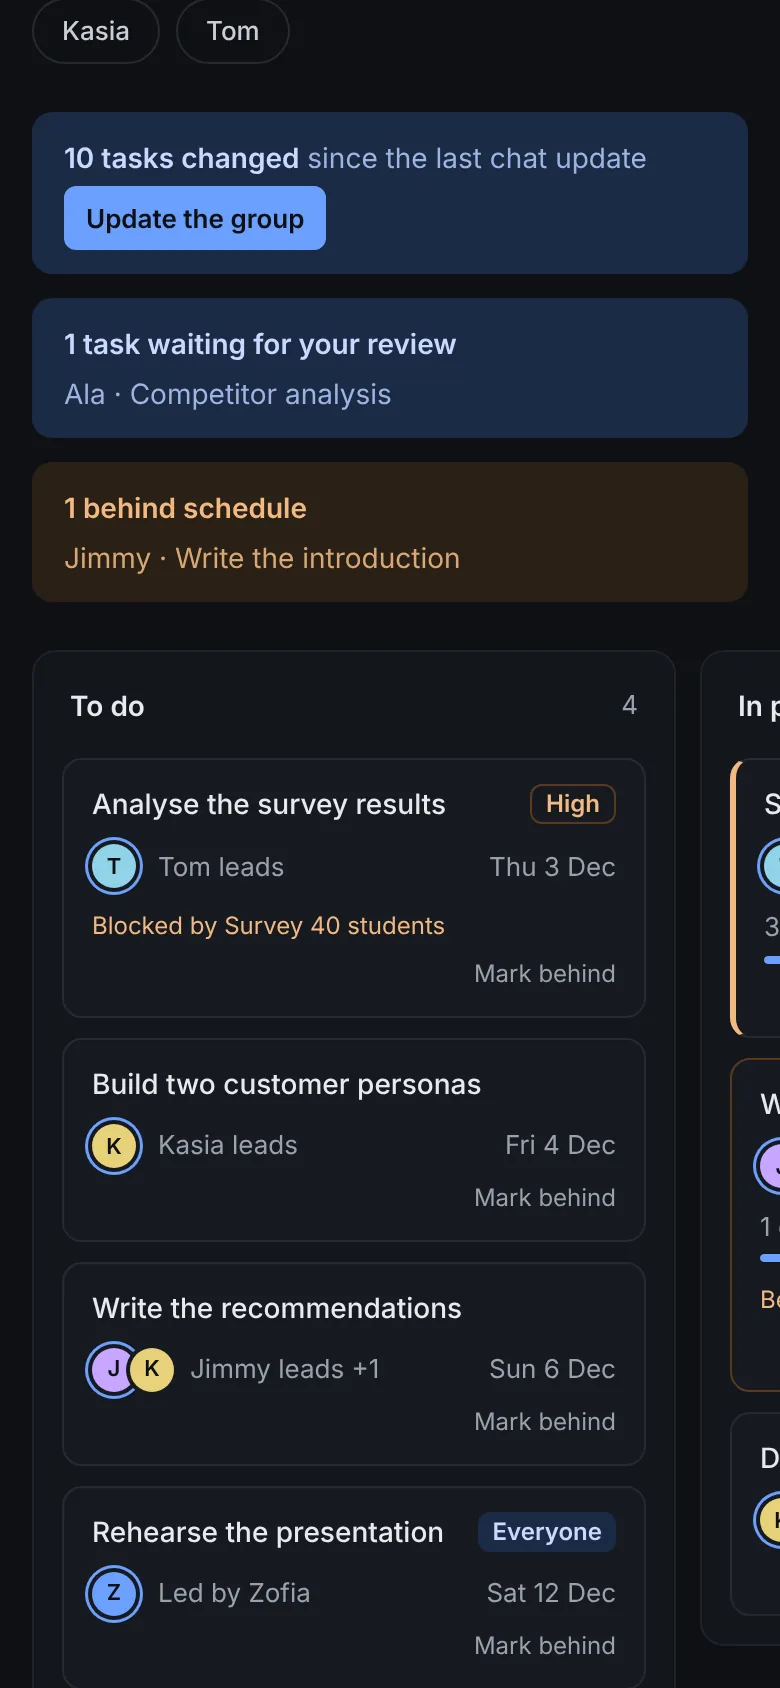 Kasia
Tom
10 tasks changed since the last chat update
Update the group
1 task waiting for your review
Ala · Competitor analysis
1 behind schedule
Jimmy · Write the introduction
To do
4
Analyse the survey results
High
T
Tom leads
Thu 3 Dec
Blocked by Survey 40 students
Mark behind
Build two customer personas
K
Kasia leads
Fri 4 Dec
Mark behind
Write the recommendations
J
K
Jimmy leads +1
Sun 6 Dec
Mark behind
Rehearse the presentation
Everyone
Z
Led by Zofia
Sat 12 Dec
Mark behind
In
S
3
W
1
D